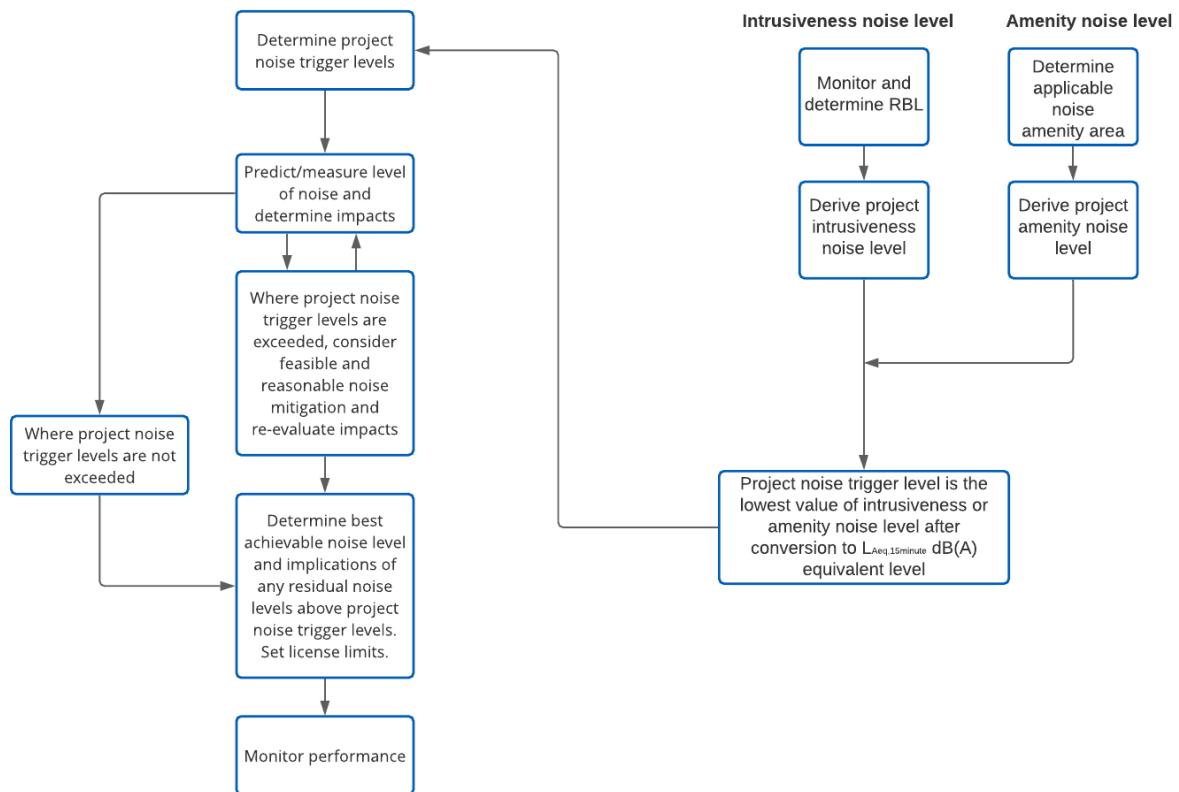 Intrusiveness noise level
Amenity noise level
Determine project
noise trigger levels
Monitor and
determine RBL
Determine
applicable
noise
amenity area
Predict/measure level
of noise and
determine impacts
Derive project
intrusiveness
noise level
Derive project
amenity noise
level
Where project noise
trigger levels are
exceeded, consider
feasible and
reasonable noise
mitigation and
re-evaluate impacts
Where project noise
trigger levels are not
exceeded
Project noise trigger level is the
lowest value of intrusiveness or
amenity noise level after
conversion to LAeq,15minute dB(A)
equivalent level
Determine best
achievable noise level
and implications of
any residual noise
levels above project
noise trigger levels.
Set license limits.
Monitor performance